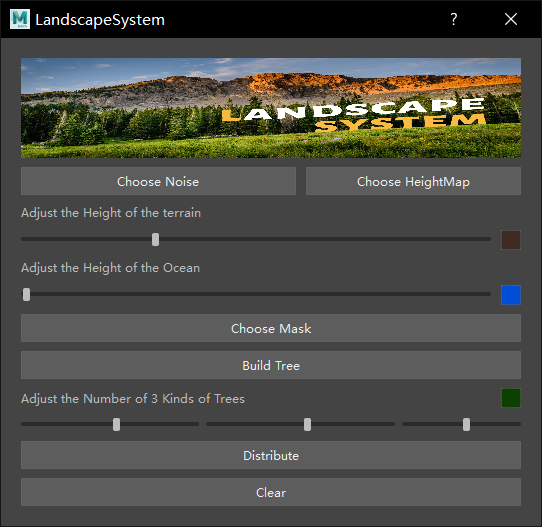 LandscapeSystem
LANDSCAPE
SYSTEM
Choose Noise
Choose HeightMap
Adjust the Height of the terrain
Adjust the Height of the Ocean
Choose Mask
Build Tree
Adjust the Number of 3 Kinds of Trees
Distribute
Clear